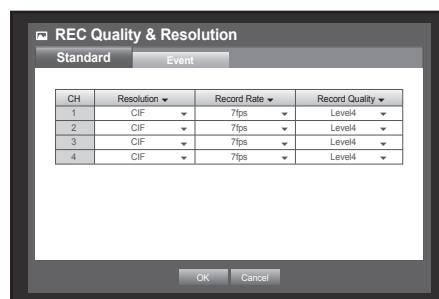 REC Quality & Resolution
Standard Event
CH Resolution Record Rate Record Quality
1 CIF 7fps Level4
2 CIF 7fps Level4
3 CIF 7fps Level4
4 CIF 7fps Level4
OK Cancel